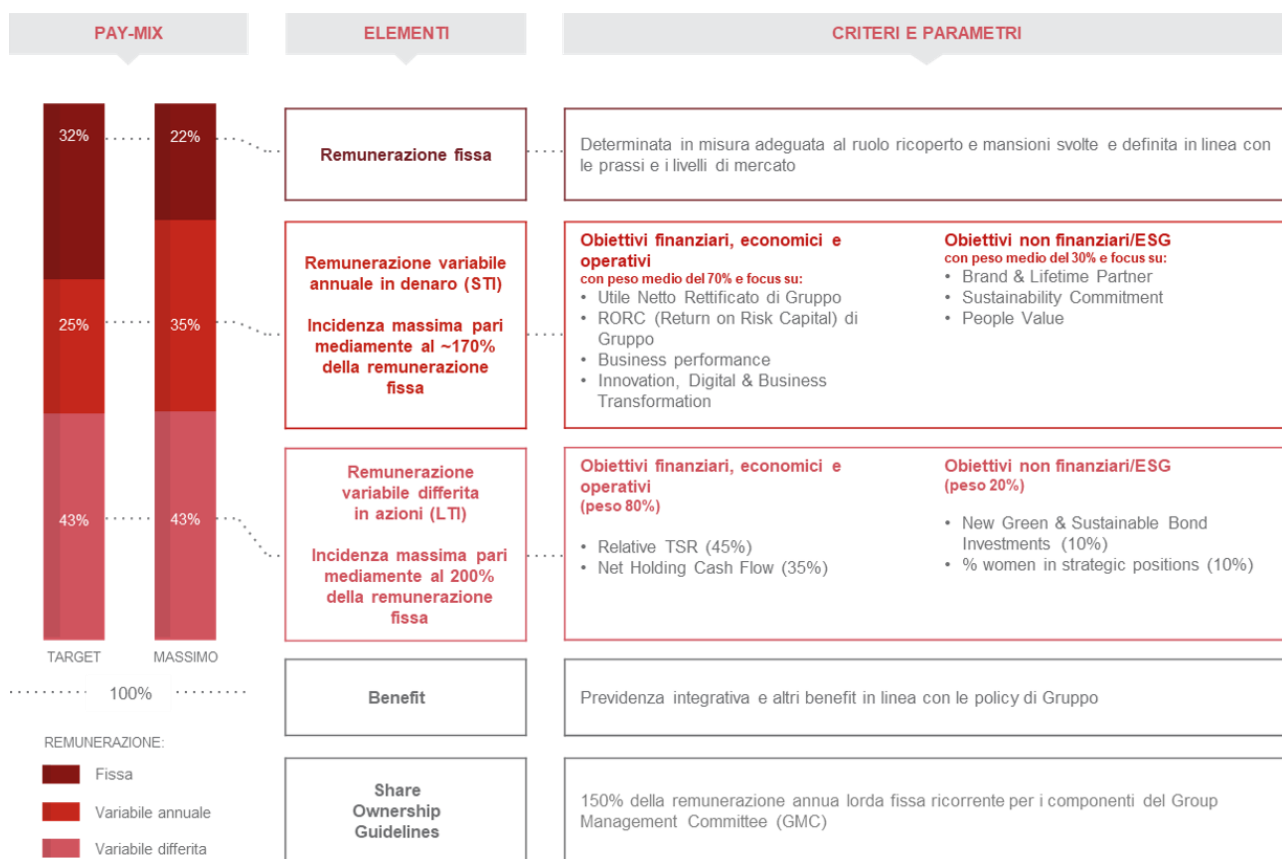 PAY-MIX
ELEMENTI
CRITERI E PARAMETRI
32%
22%
25%
35%
43%
43%
TARGET
MASSIMO
100%
REMUNERAZIONE:
Fissa
Variabile annuale
Variabile differita
Remunerazione fissa
Determinata in misura adeguata al ruolo ricoperto e mansioni svolte e definita in linea con
le prassi e i livelli di mercato
Remunerazione variabile
annuale in denaro (STI)
Incidenza massima pari
mediamente al ~170%
della remunerazione
fissa
Obiettivi finanziari, economici e
operativi
con peso medio del 70% e focus su:
• Utile Netto Rettificato di Gruppo
• RORC (Return on Risk Capital) di
Gruppo
• Business performance
• Innovation, Digital & Business
Transformation
Obiettivi non finanziari/ESG
con peso medio del 30% e focus su:
• Brand & Lifetime Partner
• Sustainability Commitment
• People Value
Remunerazione
variabile differita
in azioni (LTI)
Incidenza massima pari
mediamente al 200%
della remunerazione
fissa
Obiettivi finanziari, economici e
operativi
(peso 80%)
• Relative TSR (45%)
• Net Holding Cash Flow (35%)
Obiettivi non finanziari/ESG
(peso 20%)
• New Green & Sustainable Bond
Investments (10%)
• % women in strategic positions (10%)
Benefit
Previdenza integrativa e altri benefit in linea con le policy di Gruppo
Share
Ownership
Guidelines
150% della remunerazione annua lorda fissa ricorrente per i componenti del Group
Management Committee (GMC)